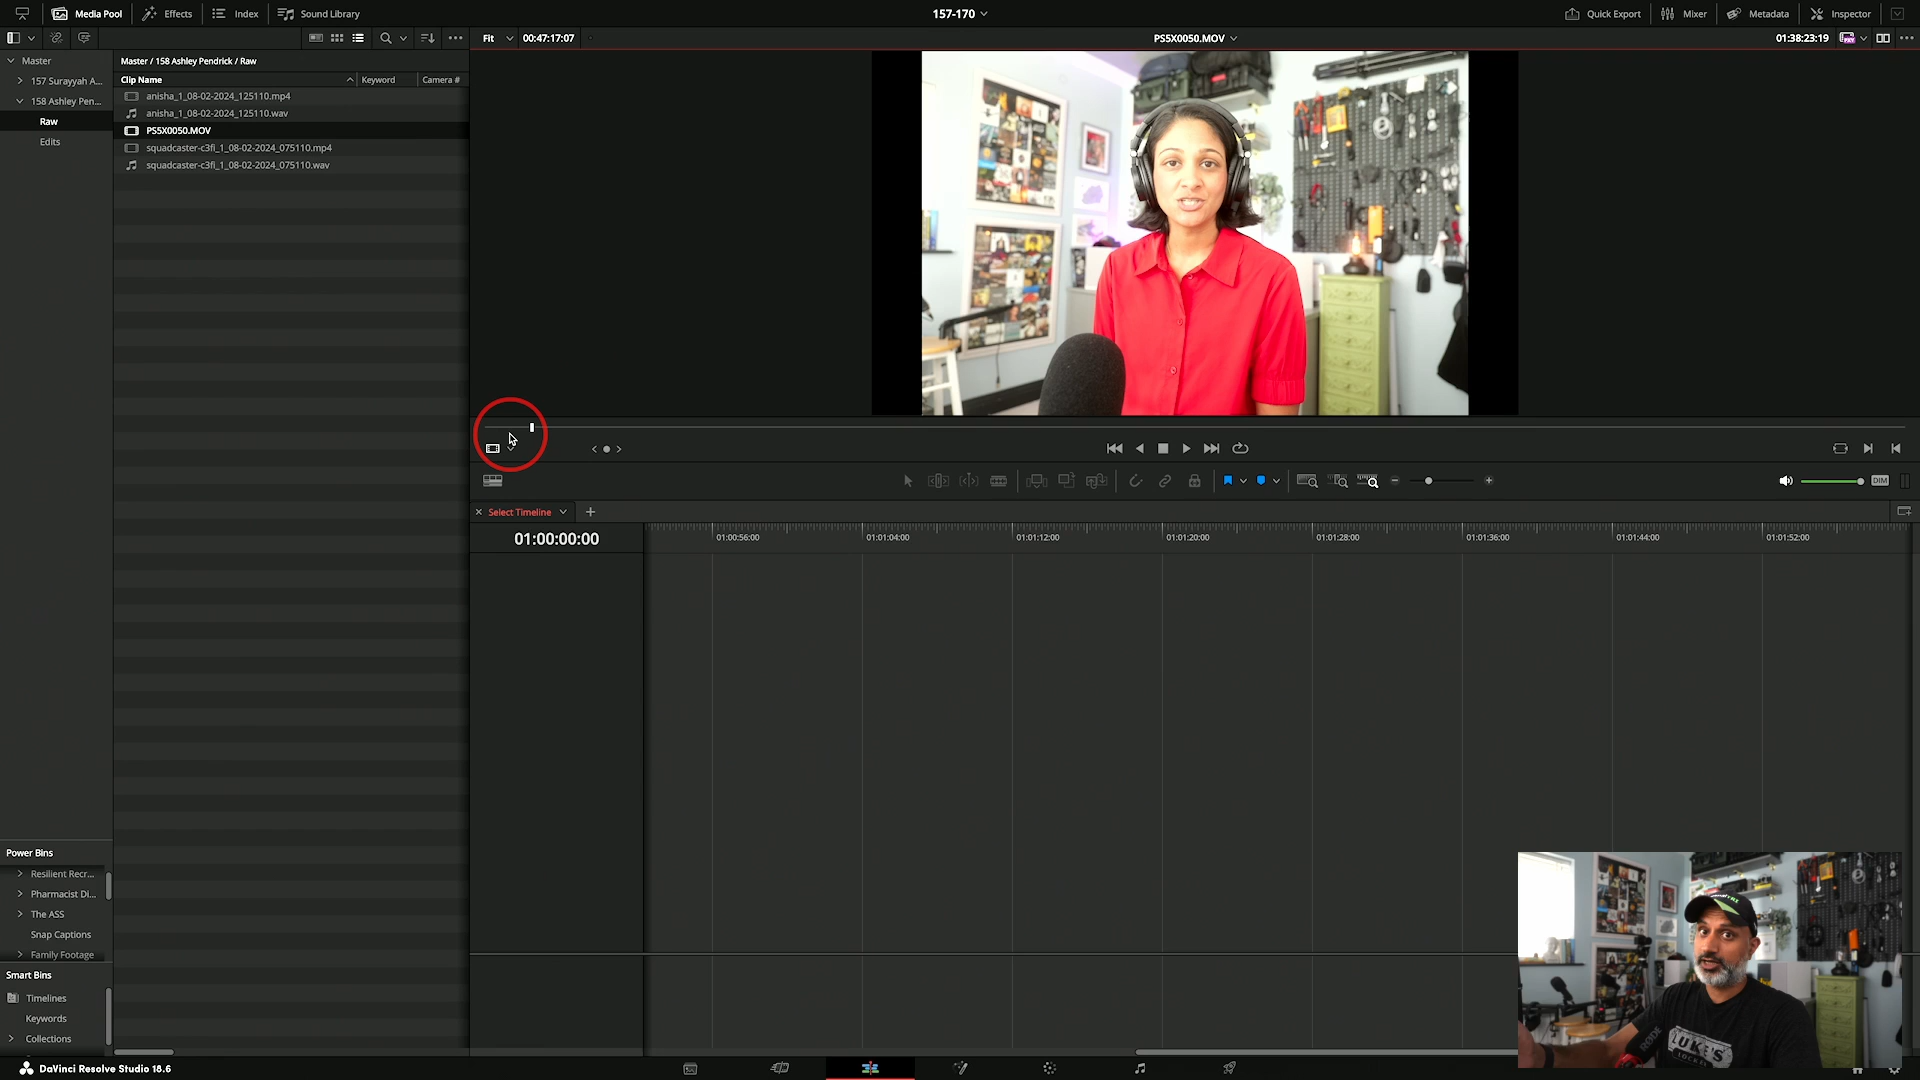 Media Pool
Effects
Index
Sound Library
157-170
Quick Export
Mixer
Metadata
Inspector
Fit
00:47:17:07
PS5X0050.MOV
01:38:23:19
Master
157 Surayyah A...
158 Ashley Pen...
Raw
Edits
Master / 158 Ashley Pendrick / Raw
Clip Name
Keyword
Camera #
anisha_1_08-02-2024_125110.mp4
anisha_1_08-02-2024_125110.wav
PS5X0050.MOV
squadcaster-c3fi_1_08-02-2024_075110.mp4
squadcaster-c3fi_1_08-02-2024_075110.wav
DIM
Select Timeline
01:00:00:00
01:00:56:00
01:01:04:00
01:01:12:00
01:01:20:00
01:01:28:00
01:01:36:00
01:01:44:00
01:01:52:00
Power Bins
Resilient Recr...
Pharmacist Di...
The ASS
Snap Captions
Family Footage
Smart Bins
Timelines
Keywords
Collections
RØDE
LUKE'S
LOCKER
DaVinci Resolve Studio 18.6